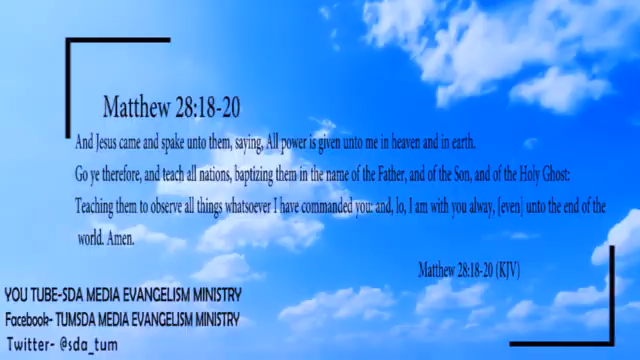 Matthew 28:18-20
And Jesus came and spake unto them, saying, All power is given unto me in heaven and in earth.
Go ye therefore, and teach all nations, baptizing them in the name of the Father, and of the Son, and of the Holy Ghost:
Teaching them to observe all things whatsoever I have commanded you: and, lo, I am with you alway, [even] unto the end of the
world. Amen.
Matthew 28:18-20 (KJV)
YOU TUBE-SDA MEDIA EVANGELISM MINISTRY
Facebook- TUMSDA MEDIA EVANGELISM MINISTRY
Twitter- @sda_tum